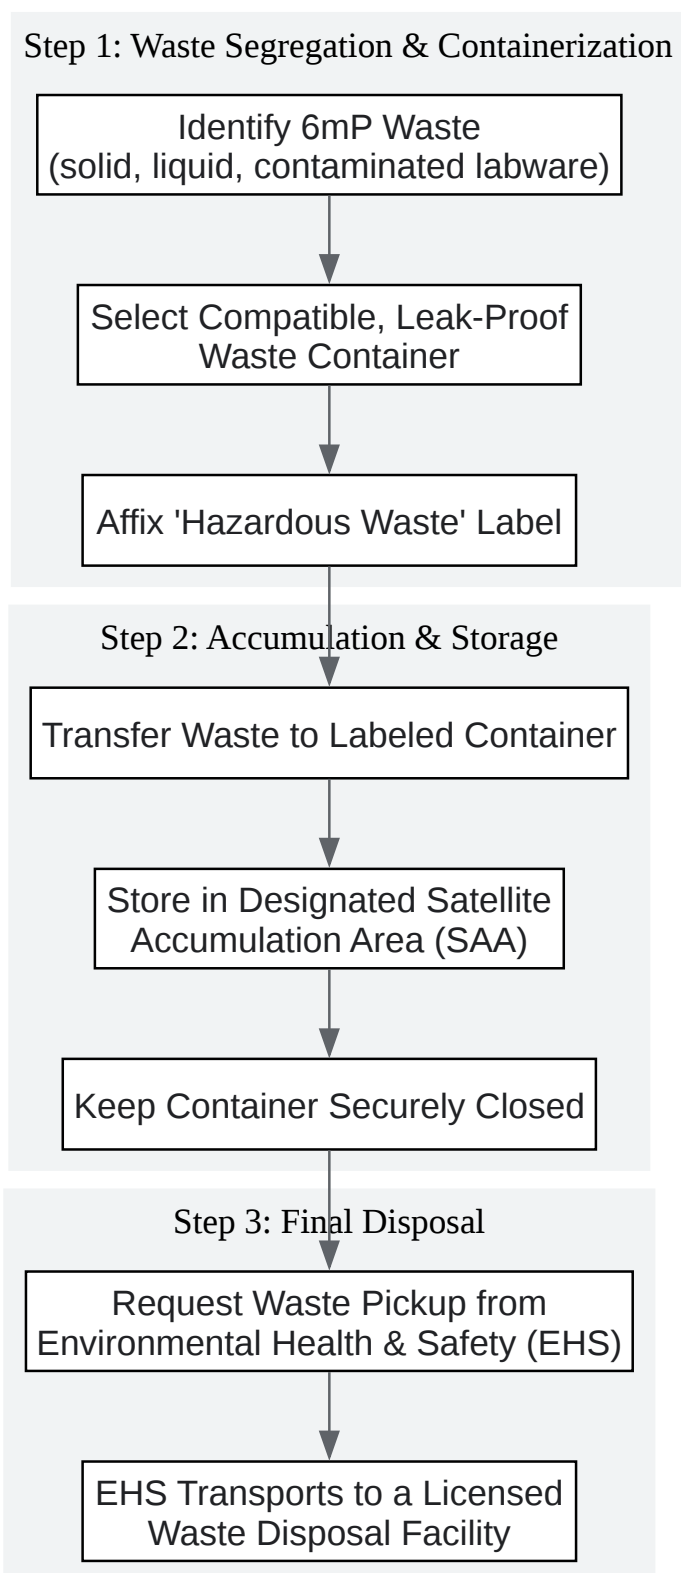 Step 1: Waste Segregation & Containerization
Identify 6mP Waste
(solid, liquid, contaminated labware)
Select Compatible, Leak-Proof
Waste Container
Affix 'Hazardous Waste' Label
Step 2: Accumulation & Storage
Transfer Waste to Labeled Container
Store in Designated Satellite
Accumulation Area (SAA)
Keep Container Securely Closed
Step 3: Final Disposal
Request Waste Pickup from
Environmental Health & Safety (EHS)
EHS Transports to a Licensed
Waste Disposal Facility